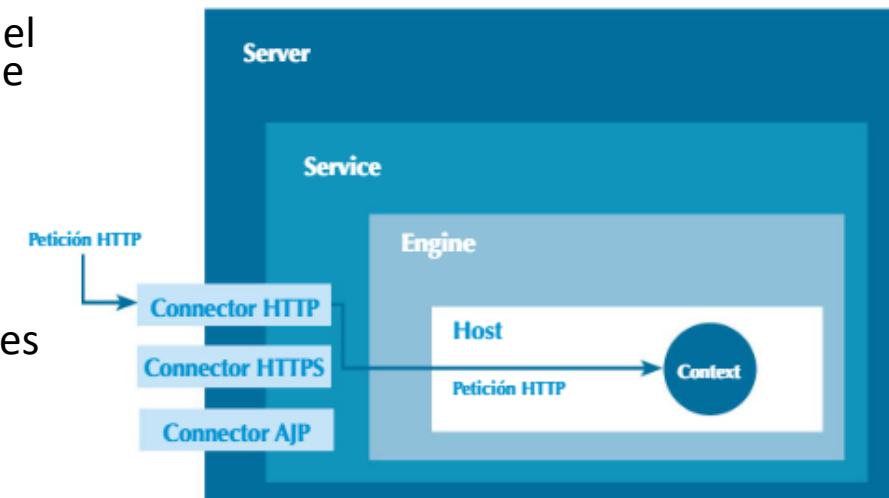 el
e
es
Server
Service
Engine
Petición HTTP
Connector HTTP
Connector HTTPS
Connector AJP
Host
Petición HTTP
Context